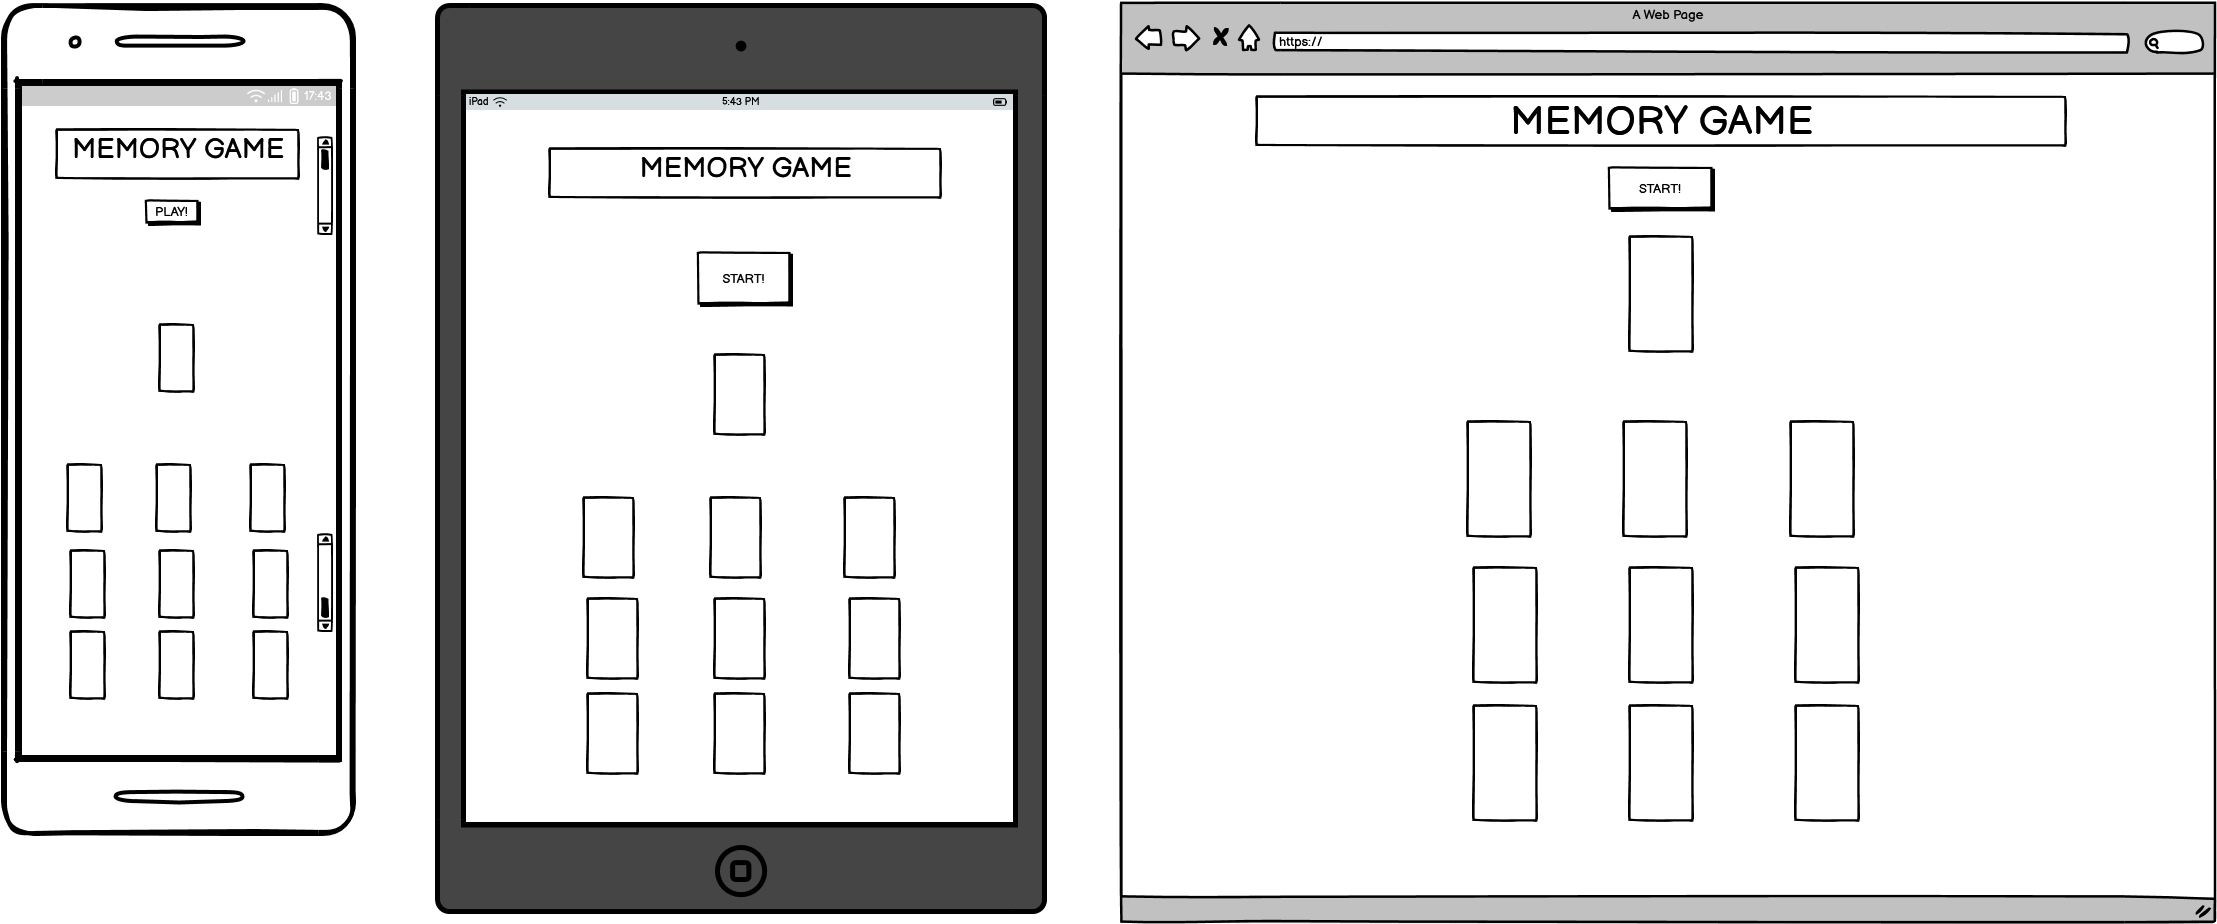 17:43
MEMORY GAME
PLAY!
iPad 5:43 PM
MEMORY GAME
START!
A Web Page
https://
MEMORY GAME
START!